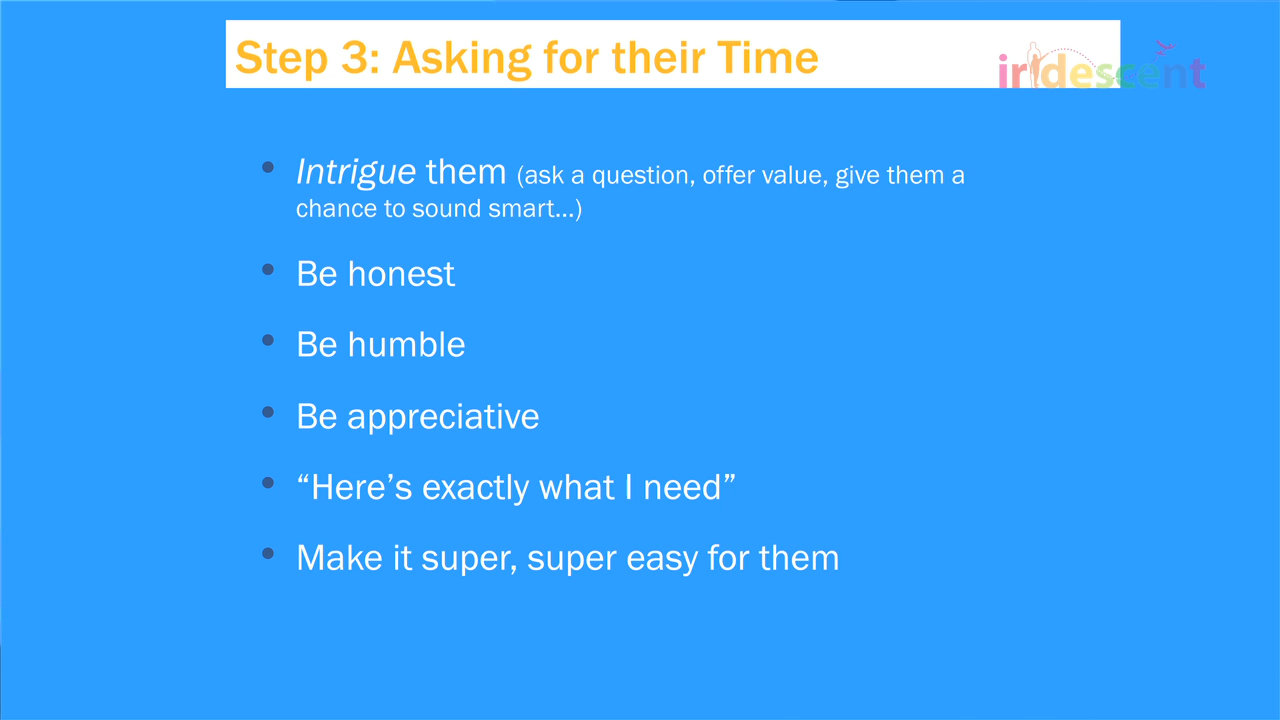 Step 3: Asking for their Time
iridescent
• Intrigue them (ask a question, offer value, give them a
chance to sound smart...)
• Be honest
• Be humble
• Be appreciative
• “Here’s exactly what I need”
• Make it super, super easy for them